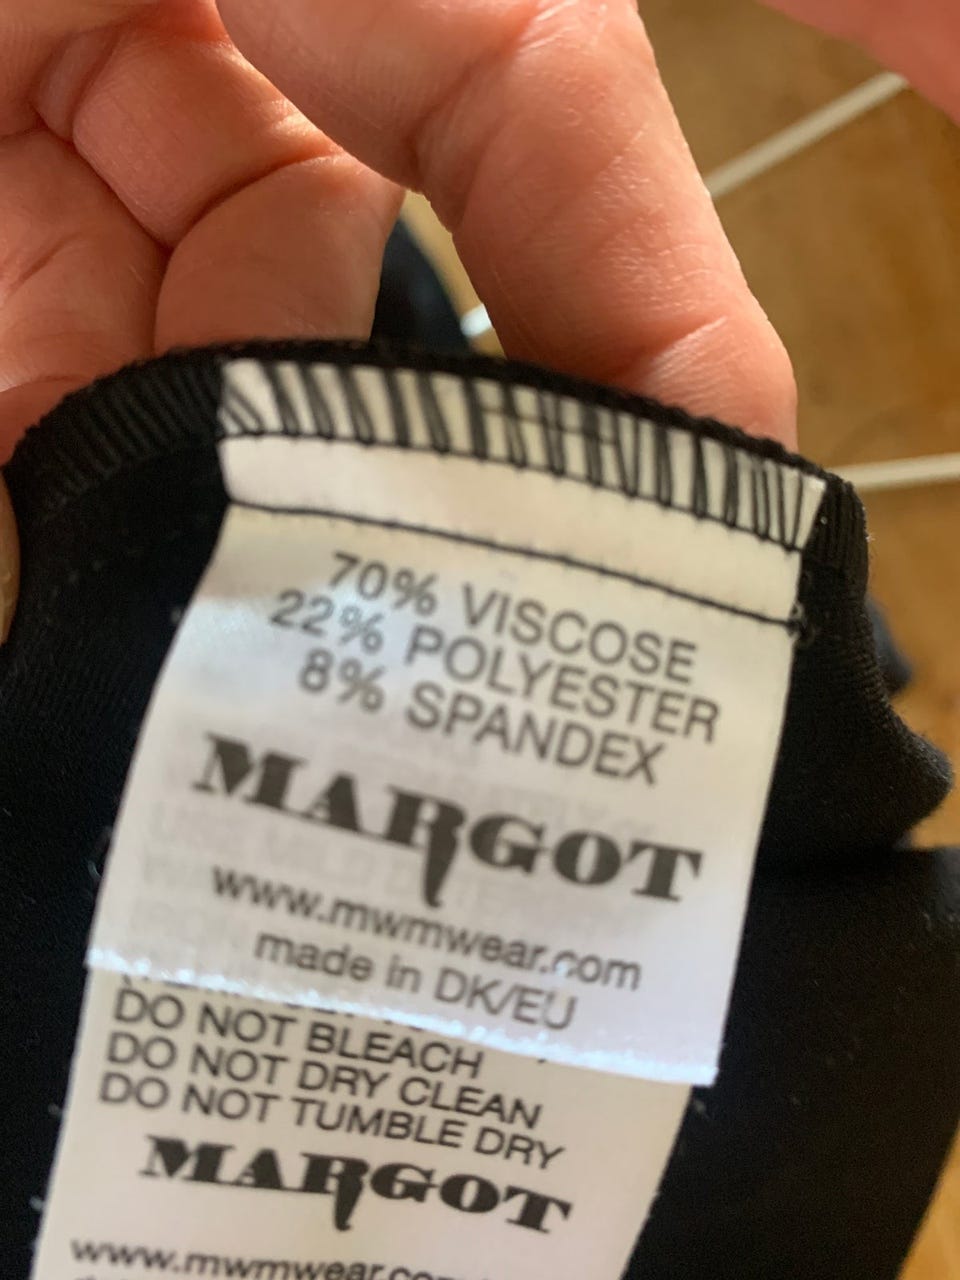 70% VISCOSE
22% POLYESTER
8% SPANDEX
MARGOT
www.mwmwear.com
made in DK/EU
DO NOT BLEACH
DO NOT DRY CLEAN
DO NOT TUMBLE DRY
MARGOT
www.mwmwear.com